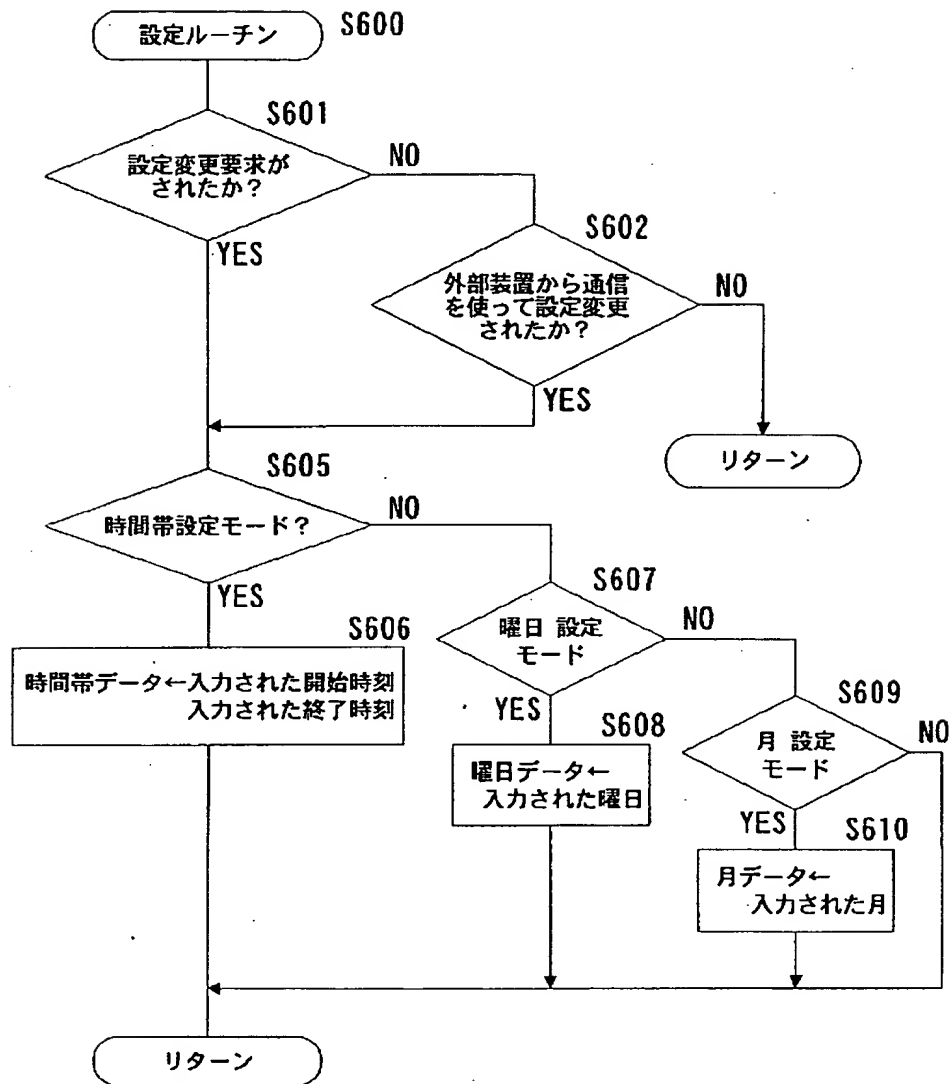 設定ルーチン S600
S601
設定変更要求が
されたか？
NO
YES
S602
外部装置から通信
を使って設定変更
されたか？
NO
YES
リターン
S605
時間帯設定モード？
NO
YES
S606
時間帯データ←入力された開始時刻
入力された終了時刻
S607
曜日 設定
モード
NO
YES
S608
曜日データ←
入力された曜日
S609
月 設定
モード
NO
YES
S610
月データ←
入力された月
リターン